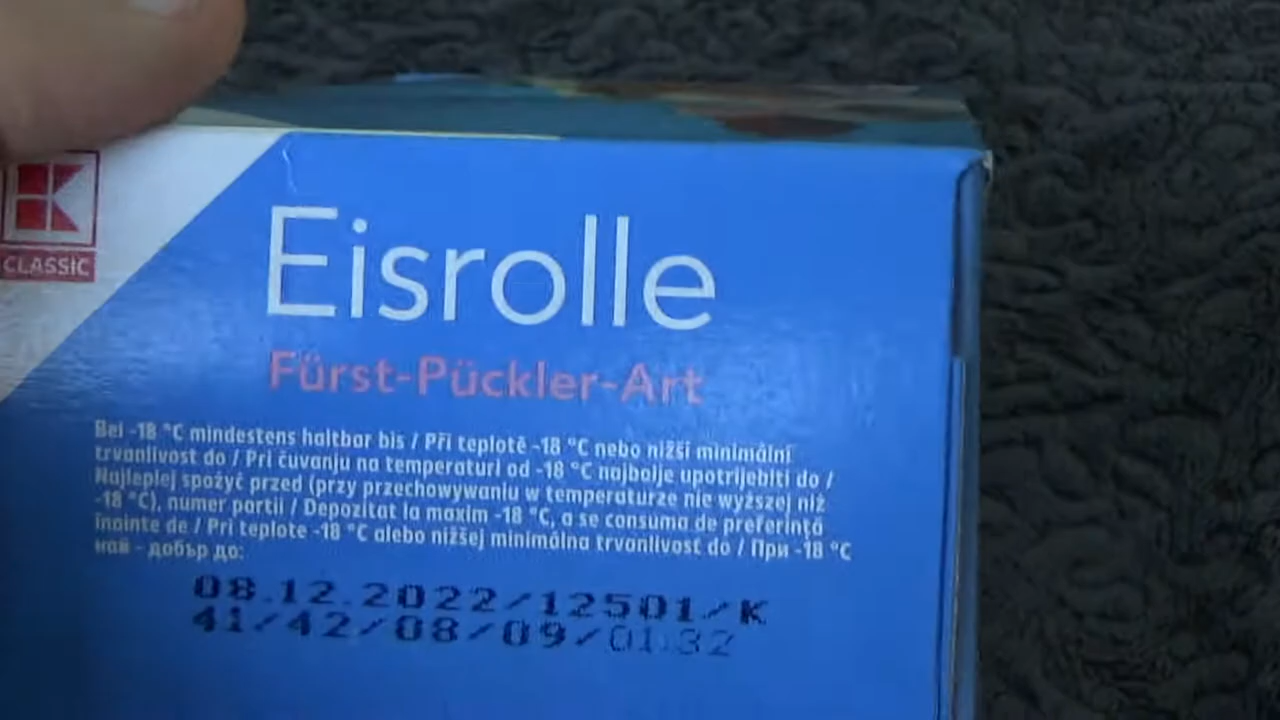 K
CLASSIC
Eisrolle
Fürst-Pückler-Art
Bei -18 °C mindestens haltbar bis / Při teplotě -18 °C nebo nižší minimální
trvanlivost do / Pri čuvanju na temperaturi od -18 °C najbolje upotrijebiti do /
Najlepiej spożyć przed (przy przechowywaniu w temperaturze nie wyższej niż
-18 °C), numer partii / Depozitat la maxim -18 °C, a se consuma de preferință
înainte de / Pri teplote -18 °C alebo nižšej minimálna trvanlivosť do / При -18 °C
най - добър до:
08.12.2022/12501/K
41/42/08/09/01:32